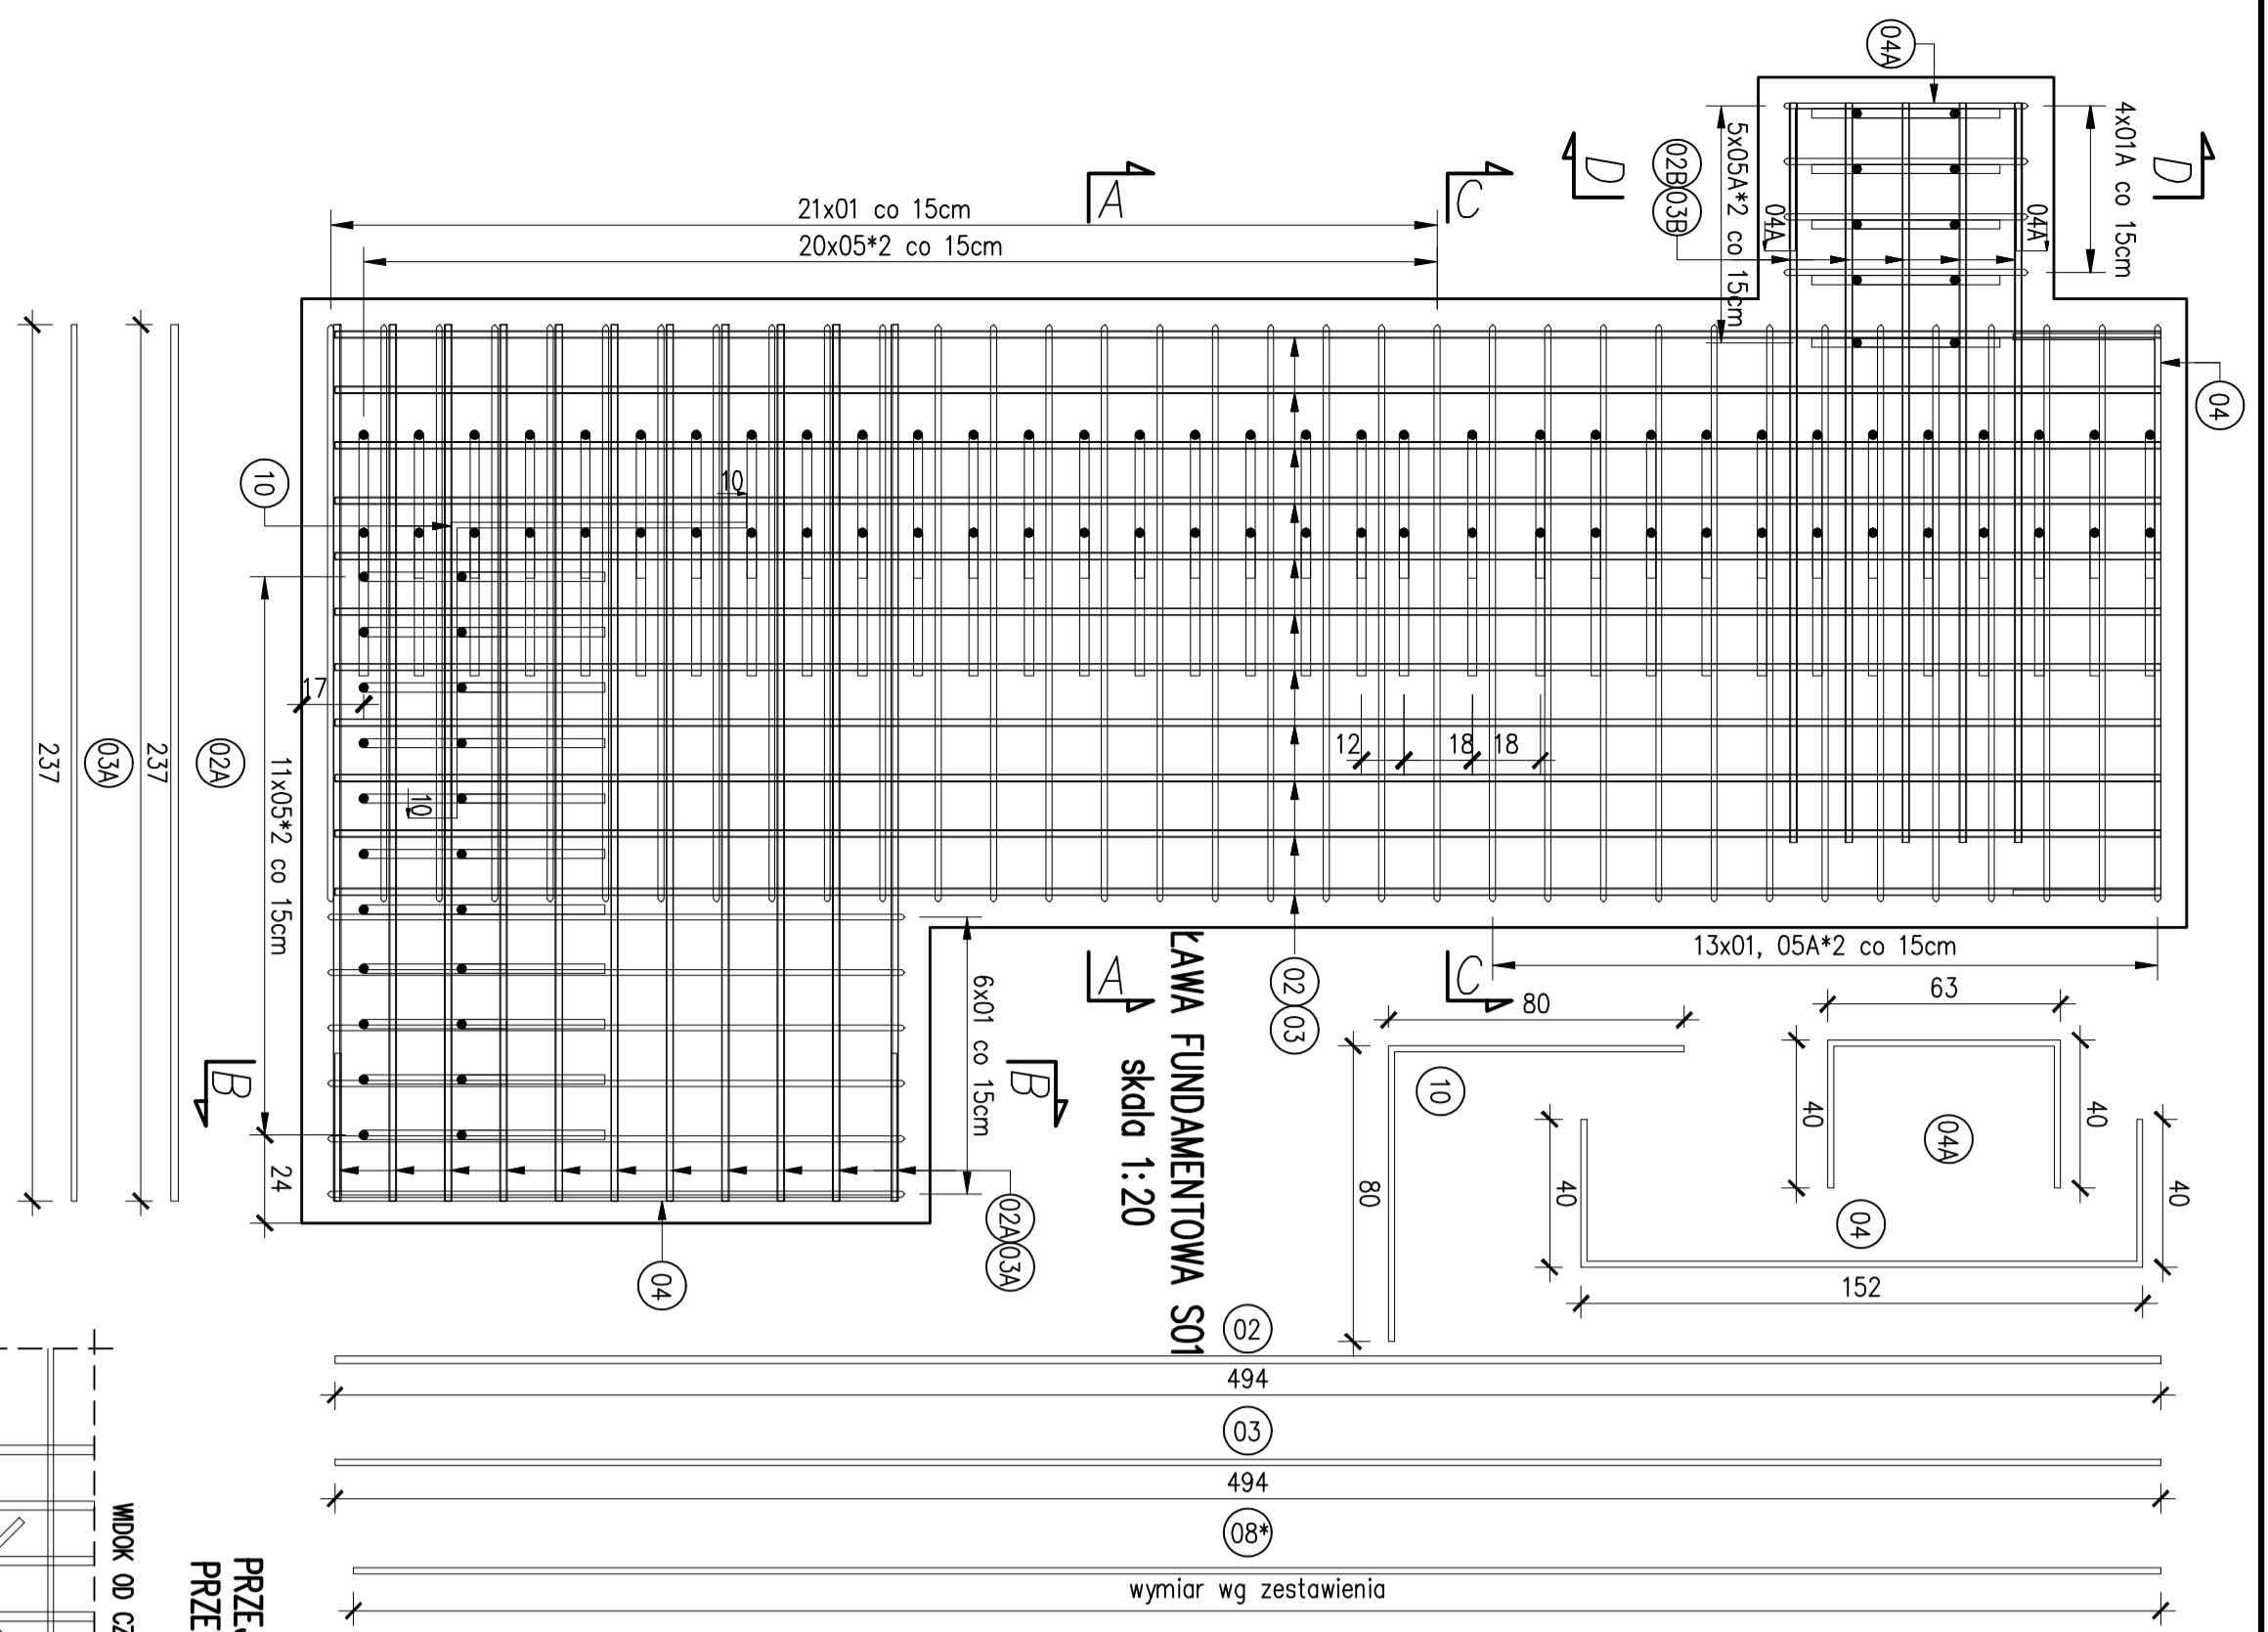 04A
4x01A co 15cm
D
D
5x05A*2 co 15cm
02B 03B
04A
04A
A
C
21x01 co 15cm
20x05*2 co 15cm
04
10
10
10
17
12
18
18
11x05*2 co 15cm
24
02A
237
03A
237
6x01 co 15cm
B
B
02A 03A
04
A
C
02 03
13x01, 05A*2 co 15cm
ŁAWA FUNDAMENTOWA S01
skala 1:20
80
80
10
63
40
40
04A
40
40
04
152
02
494
03
494
08*
wymiar wg zestawienia
WIDOK OD